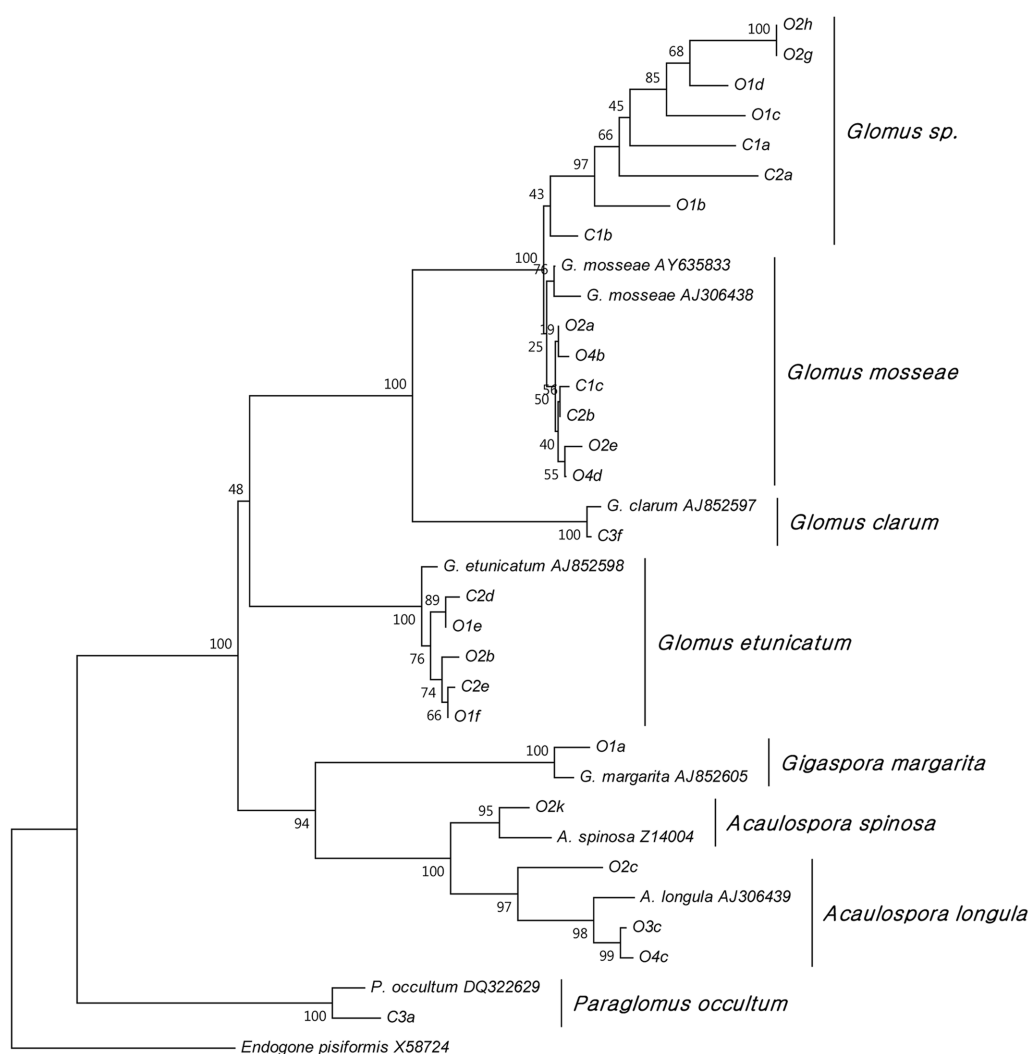 O2h
100
O2g
68
O1d
85
O1c
45
C1a
Glomus sp.
66
C2a
97
O1b
43
C1b
100
76
G. mosseae AY635833
G. mosseae AJ306438
19
O2a
25
O4b
Glomus mosseae
100
56
C1c
50
C2b
40
O2e
55
O4d
G. clarum AJ852597
Glomus clarum
100
C3f
48
G. etunicatum AJ852598
89
C2d
100
O1e
Glomus etunicatum
100
76
O2b
74
C2e
66
O1f
100
O1a
Gigaspora margarita
G. margarita AJ852605
94
95
O2k
Acaulospora spinosa
A. spinosa Z14004
100
O2c
97
A. longula AJ306439
Acaulospora longula
98
O3c
99
O4c
P. occultum DQ322629
Paraglomus occultum
100
C3a
Endogone pisiformis X58724